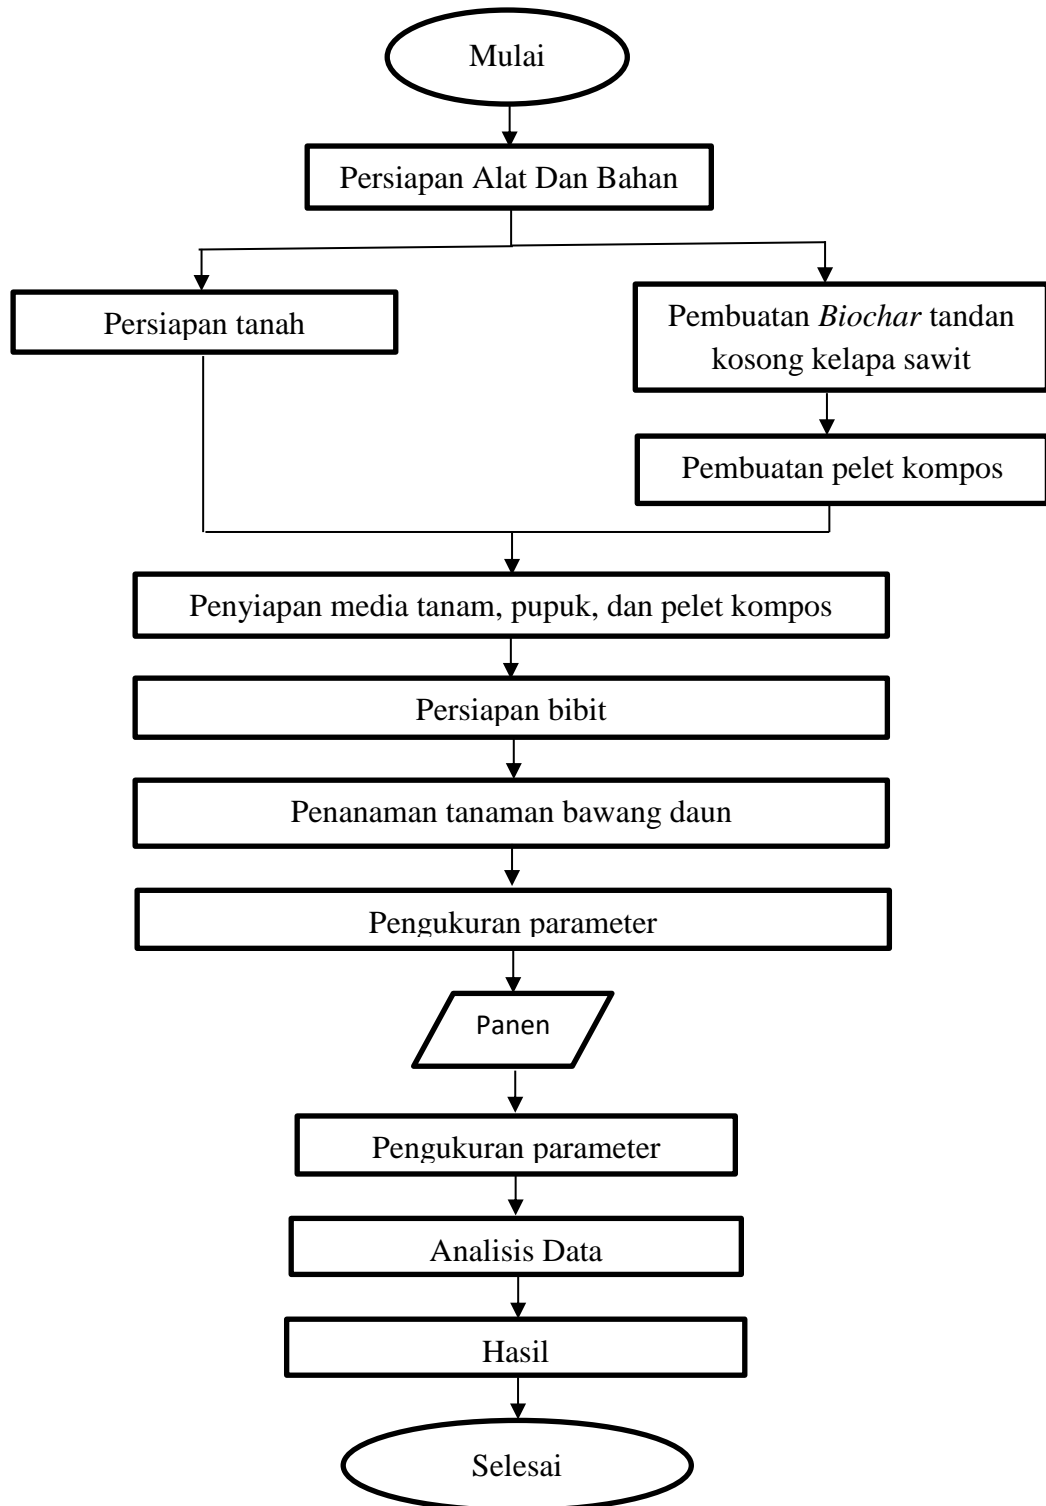 Mulai
Persiapan Alat Dan Bahan
Persiapan tanah
Pembuatan Biochar tandan
kosong kelapa sawit
Pembuatan pelet kompos
Penyiapan media tanam, pupuk, dan pelet kompos
Persiapan bibit
Penanaman tanaman bawang daun
Pengukuran parameter
Panen
Pengukuran parameter
Analisis Data
Hasil
Selesai